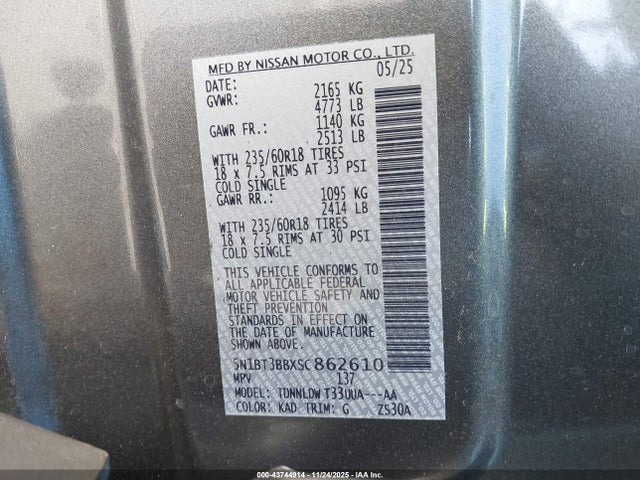 MFD BY NISSAN MOTOR CO., LTD.
DATE: 05/25
GVWR: 2165 KG
4773 LB
GAWR FR.: 1140 KG
2513 LB
WITH 235/60R18 TIRES
18 x 7.5 RIMS AT 33 PSI
COLD SINGLE
GAWR RR.: 1095 KG
2414 LB
WITH 235/60R18 TIRES
18 x 7.5 RIMS AT 30 PSI
COLD SINGLE
THIS VEHICLE CONFORMS TO
ALL APPLICABLE FEDERAL
MOTOR VEHICLE SAFETY AND
THEFT PREVENTION
STANDARDS IN EFFECT ON
THE DATE OF MANUFACTURE
SHOWN ABOVE.
5N1BT3BBXSC862610
MPV 137
MODEL: TDNNLDWT33UUA---AA
COLOR: KAD TRIM: G ZS30A
000-43744914 - 11/24/2025 - IAA Inc.